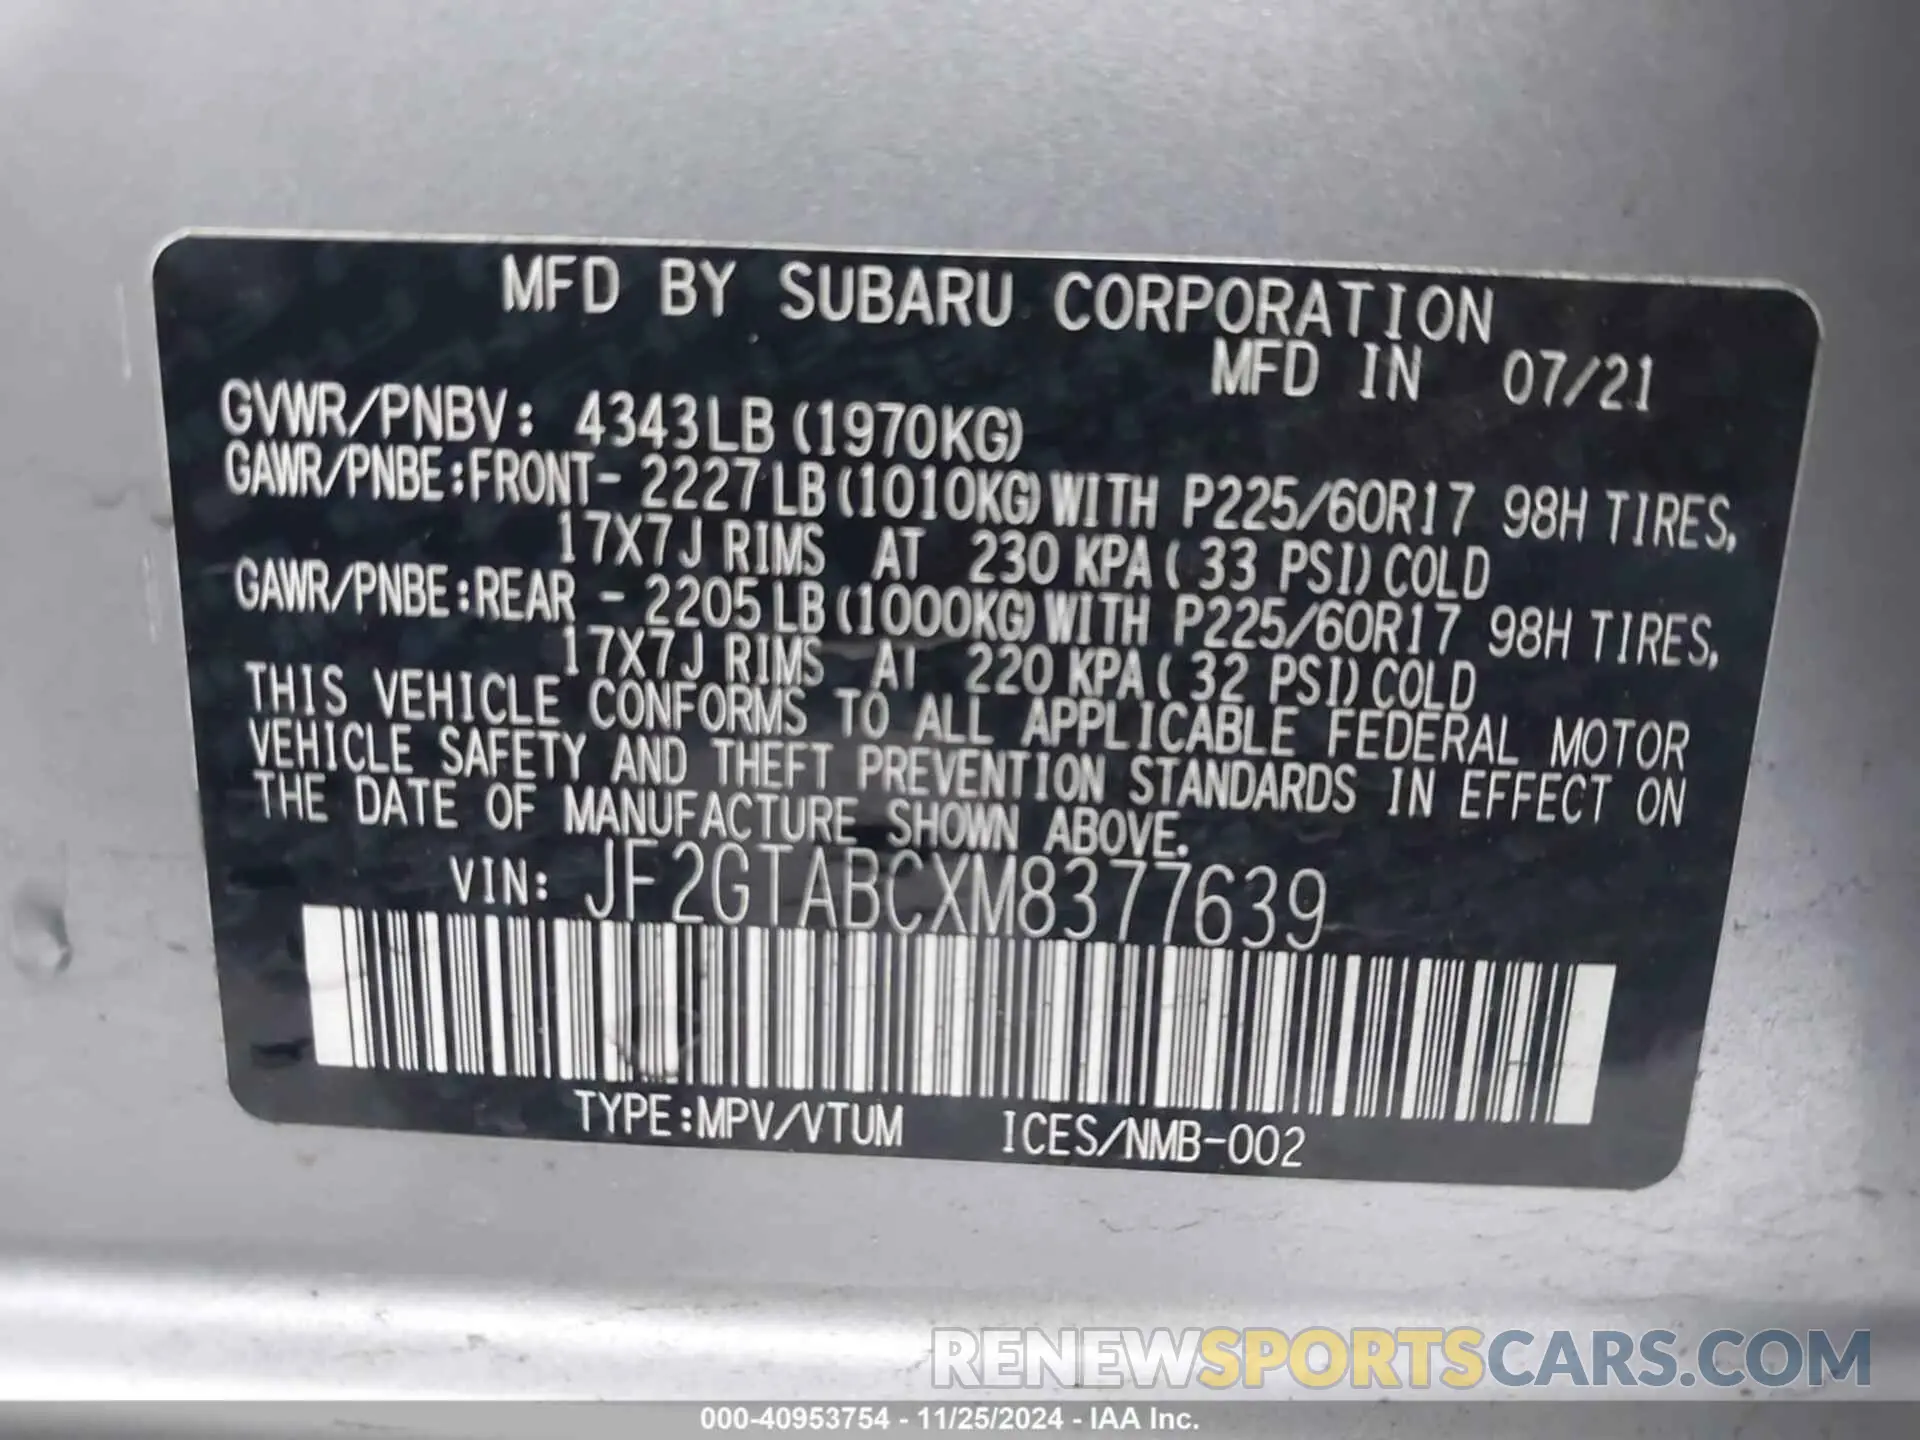 MFD BY SUBARU CORPORATION
MFD IN 07/21
GVWR/PNBV: 4343LB (1970KG)
GAWR/PNBE:FRONT- 2227 LB (1010KG) WITH P225/60R17 98H TIRES,
17X7J RIMS AT 230 KPA ( 33 PSI) COLD
GAWR/PNBE:REAR - 2205 LB (1000KG) WITH P225/60R17 98H TIRES,
17X7J RIMS AT 220 KPA ( 32 PSI) COLD
THIS VEHICLE CONFORMS TO ALL APPLICABLE FEDERAL MOTOR
VEHICLE SAFETY AND THEFT PREVENTION STANDARDS IN EFFECT ON
THE DATE OF MANUFACTURE SHOWN ABOVE.
VIN: JF2GTABCXM8377639
TYPE:MPV/VTUM ICES/NMB-002
RENEWSPORTSCARS.COM
000-40953754 - 11/25/2024 - IAA Inc.